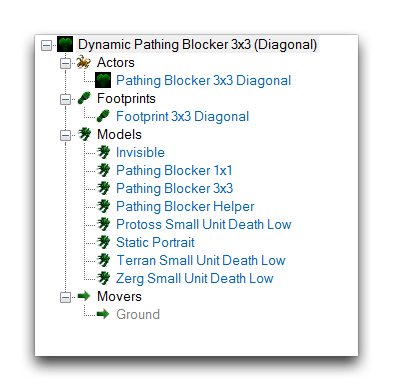 Dynamic Pathing Blocker 3x3 (Diagonal)
Actors
Pathing Blocker 3x3 Diagonal
Footprints
Footprint 3x3 Diagonal
Models
Invisible
Pathing Blocker 1x1
Pathing Blocker 3x3
Pathing Blocker Helper
Protoss Small Unit Death Low
Static Portrait
Terran Small Unit Death Low
Zerg Small Unit Death Low
Movers
Ground